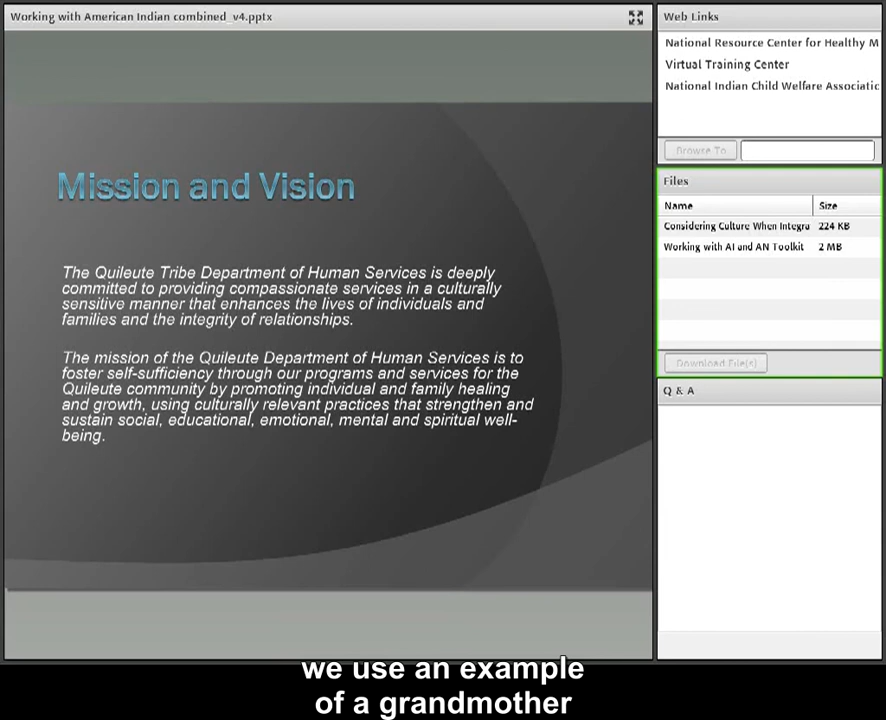 Working with American Indian combined_v4.pptx
Mission and Vision
The Quileute Tribe Department of Human Services is deeply
committed to providing compassionate services in a culturally
sensitive manner that enhances the lives of individuals and
families and the integrity of relationships.
The mission of the Quileute Department of Human Services is to
foster self-sufficiency through our programs and services for the
Quileute community by promoting individual and family healing
and growth, using culturally relevant practices that strengthen and
sustain social, educational, emotional, mental and spiritual well-
being.
Web Links
National Resource Center for Healthy M
Virtual Training Center
National Indian Child Welfare Associatic
Browse To
Files
Name Size
Considering Culture When Integra 224 KB
Working with AI and AN Toolkit 2 MB
Download File(s)
Q & A
we use an example
of a grandmother